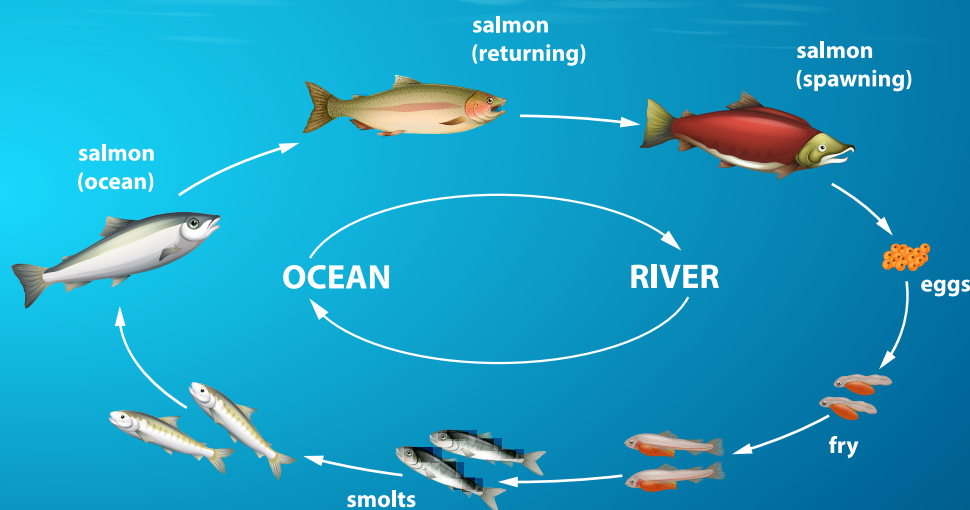 salmon
(returning)
salmon
(spawning)
salmon
(ocean)
OCEAN
RIVER
eggs
fry
smolts